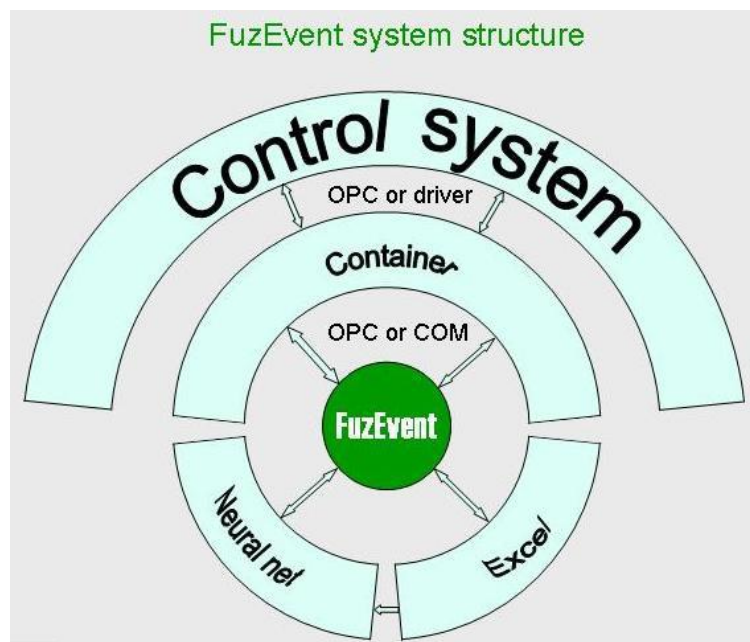 FuzEvent system structure
Control system
OPC or driver
Container
OPC or COM
FuzEvent
Neural net
Excel